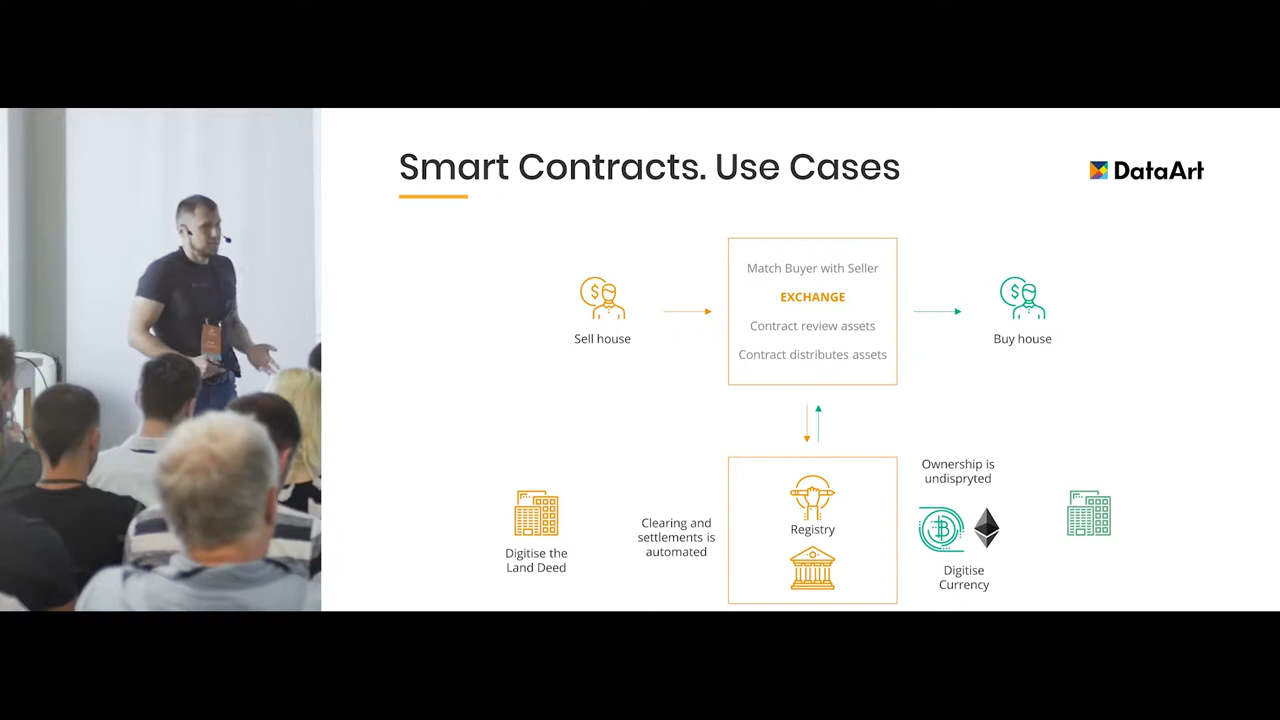 Smart Contracts. Use Cases
DataArt
Match Buyer with Seller
EXCHANGE
Contract review assets
Contract distributes assets
Sell house
Buy house
Ownership is
undispryted
Clearing and
settlements is
automated
Registry
Digitise the
Land Deed
Digitise
Currency